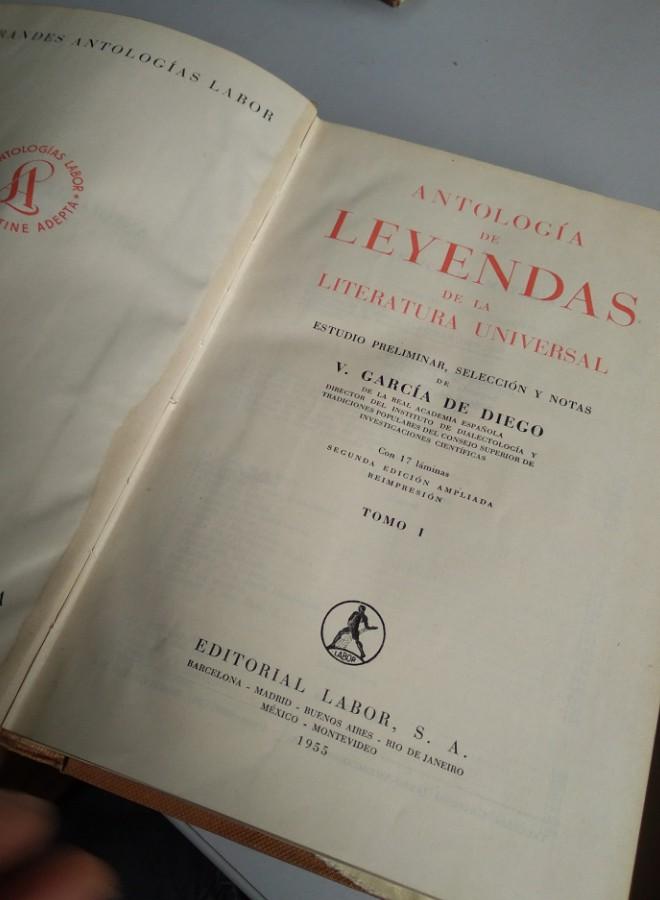 GRANDES ANTOLOGÍAS LABOR
ANTOLOGÍAS LABOR
LA
ANTOLOGÍA
DE
LEYENDAS
DE LA
LITERATURA UNIVERSAL
ESTUDIO PRELIMINAR, SELECCIÓN Y NOTAS
DE
V. GARCÍA DE DIEGO
DE LA REAL ACADEMIA ESPAÑOLA
DIRECTOR DEL INSTITUTO DE DIALECTOLOGÍA Y
TRADICIONES POPULARES DEL CONSEJO SUPERIOR DE
INVESTIGACIONES CIENTÍFICAS
Con 17 láminas
SEGUNDA EDICIÓN AMPLIADA
REIMPRESIÓN
TOMO I
LABOR
EDITORIAL LABOR, S. A.
BARCELONA - MADRID - BUENOS AIRES - RIO DE JANEIRO
MÉXICO - MONTEVIDEO
1955